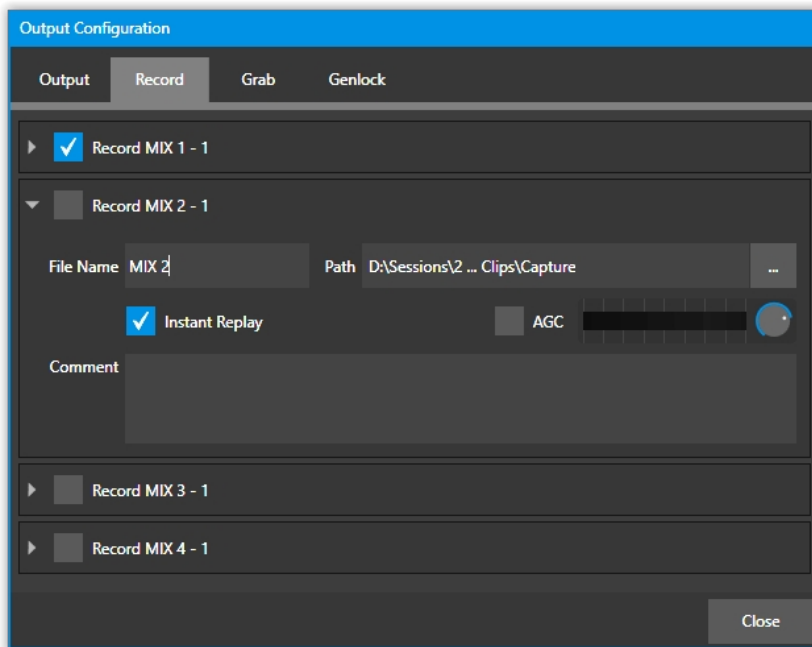 Output Configuration
Output Record Grab Genlock
Record MIX 1 - 1
Record MIX 2 - 1
File Name MIX 2 Path D:\Sessions\2 ... Clips\Capture ...
Instant Replay AGC
Comment
Record MIX 3 - 1
Record MIX 4 - 1
Close